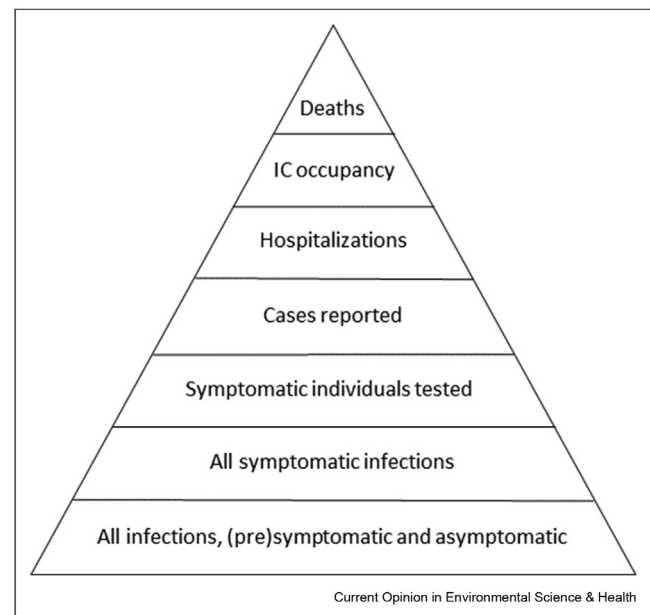 Deaths
IC occupancy
Hospitalizations
Cases reported
Symptomatic individuals tested
All symptomatic infections
All infections, (pre)symptomatic and asymptomatic
Current Opinion in Environmental Science & Health